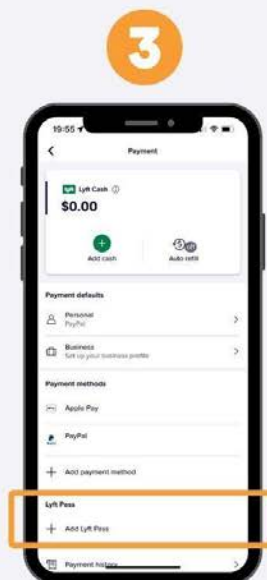 3
19:55
Payment
Lyft Cash
$0.00
Add cash
Auto refill
Off
Payment defaults
Personal
PayPal
Business
Set up your business profile
Payment methods
Apple Pay
PayPal
Add payment method
Lyft Pass
Add Lyft Pass
Payment history